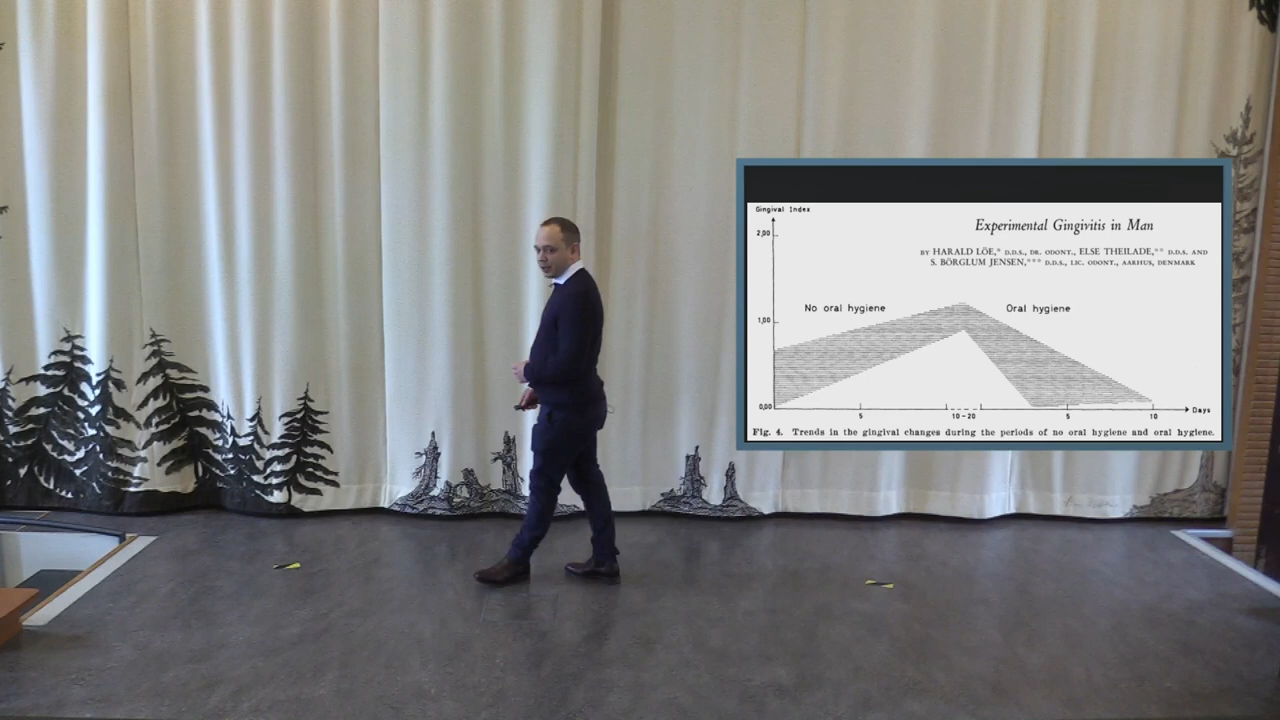 Gingival Index
Experimental Gingivitis in Man
2,00
BY HARALD LÖE,* D.D.S., DR. ODONT., ELSE THEILADE,** D.D.S. AND
S. BÖRGLUM JENSEN,*** D.D.S., LIC. ODONT., AARHUS, DENMARK
No oral hygiene Oral hygiene
1,00
0,00
5 10-20 5 10 Days
Fig. 4. Trends in the gingival changes during the periods of no oral hygiene and oral hygiene.